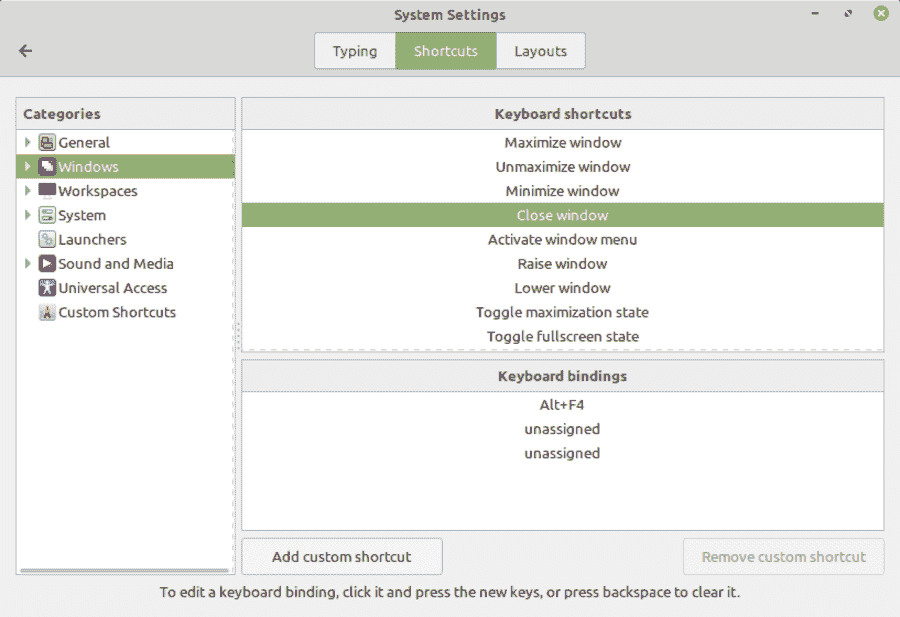 System Settings
Typing
Shortcuts
Layouts
Categories
General
Windows
Workspaces
System
Launchers
Sound and Media
Universal Access
Custom Shortcuts
Keyboard shortcuts
Maximize window
Unmaximize window
Minimize window
Close window
Activate window menu
Raise window
Lower window
Toggle maximization state
Toggle fullscreen state
Keyboard bindings
Alt+F4
unassigned
unassigned
Add custom shortcut
Remove custom shortcut
To edit a keyboard binding, click it and press the new keys, or press backspace to clear it.